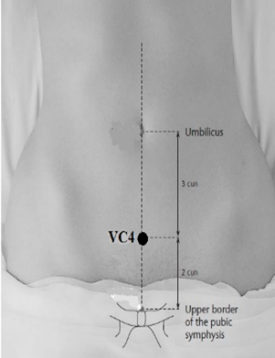 Umbilicus
3 cun
VC4
2 cun
Upper border
of the pubic
symphysis